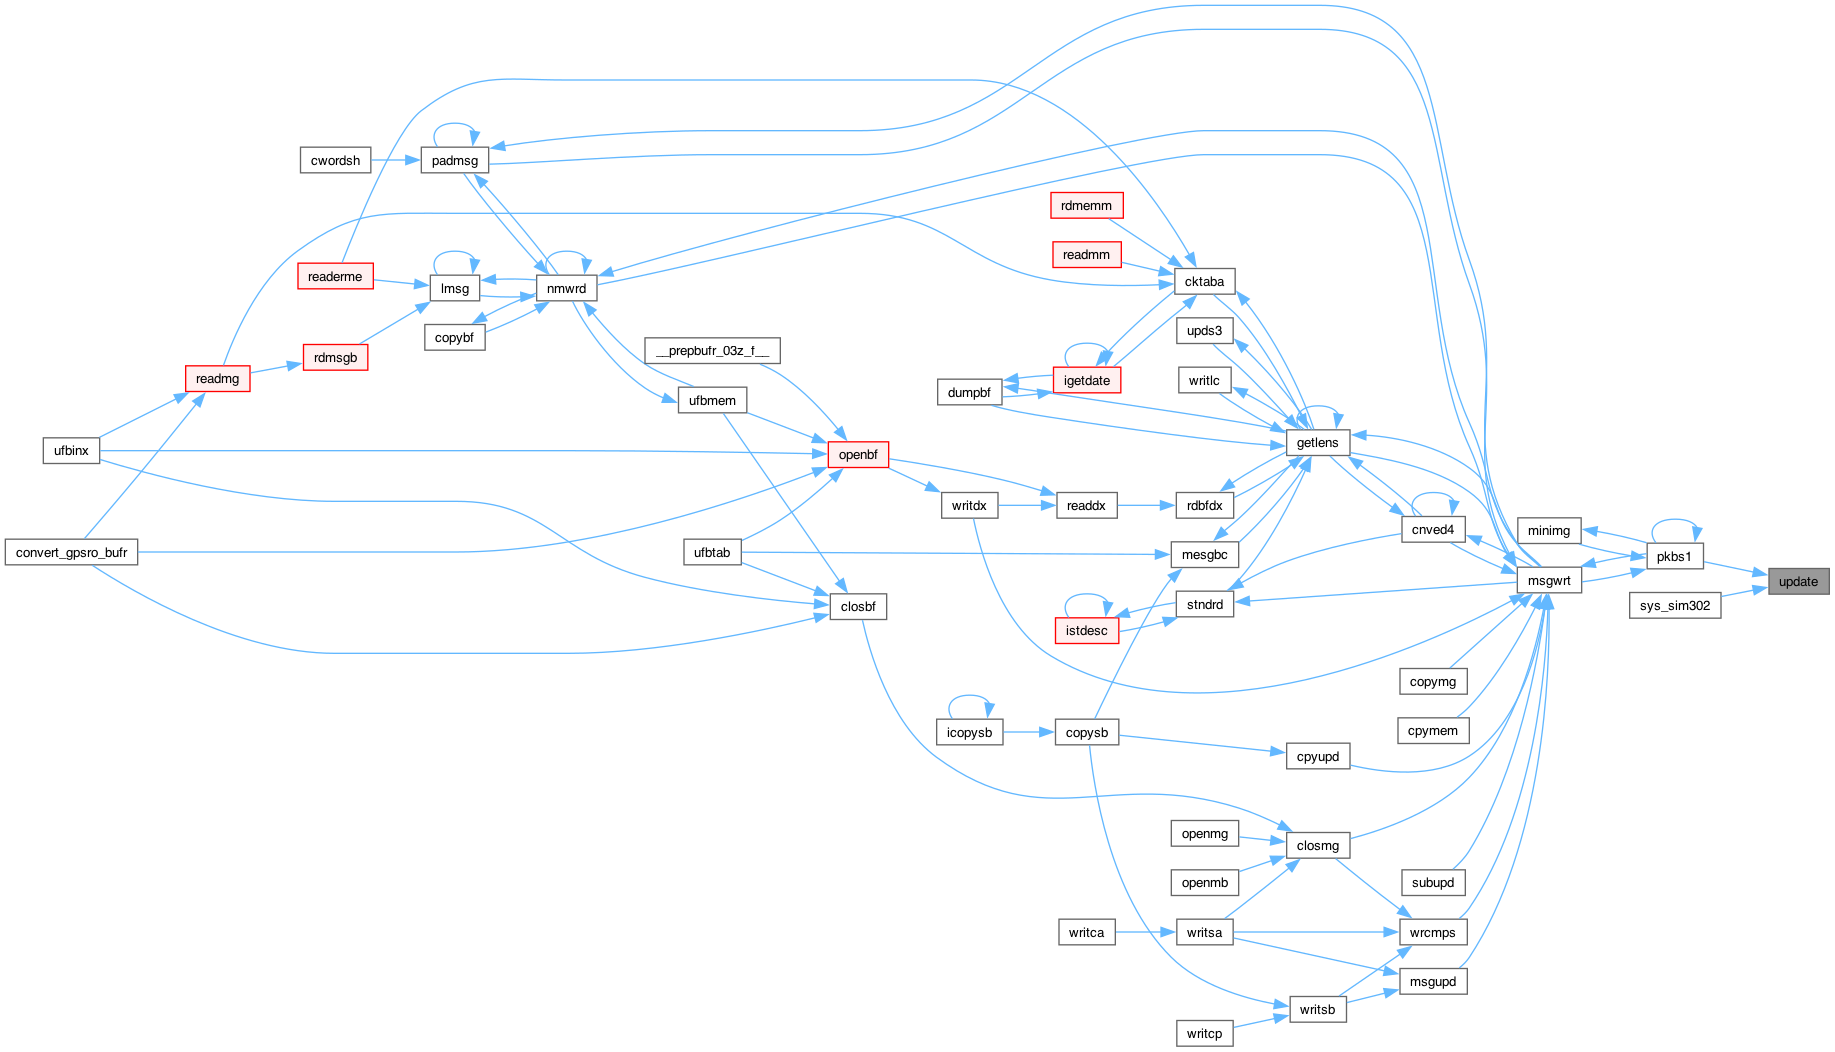 cwordsh
padmsg
rdmemm
readmm
readerme
lmsg
nmwrd
cktaba
copybf
upds3
__prepbufr_03z_f__
rdmsgb
readmg
igetdate
writlc
dumpbf
ufbmem
ufbinx
openbf
getlens
writdx
readdx
rdbfdx
cnved4
minimg
convert_gpsro_bufr
ufbtab
mesgbc
pkbs1
msgwrt
update
closbf
stndrd
sys_sim302
istdesc
copymg
icopysb
copysb
cpymem
cpyupd
openmg
closmg
openmb
subupd
writca
writsa
wrcmps
msgupd
writsb
writcp